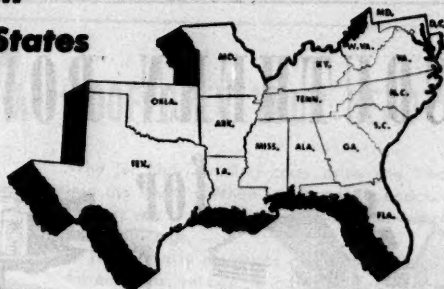 States
MD.
D.C.
MO.
W.VA.
KY.
VA.
OKLA.
TENN.
N.C.
ARK.
S.C.
MISS.
ALA.
GA.
TEX.
LA.
FLA.